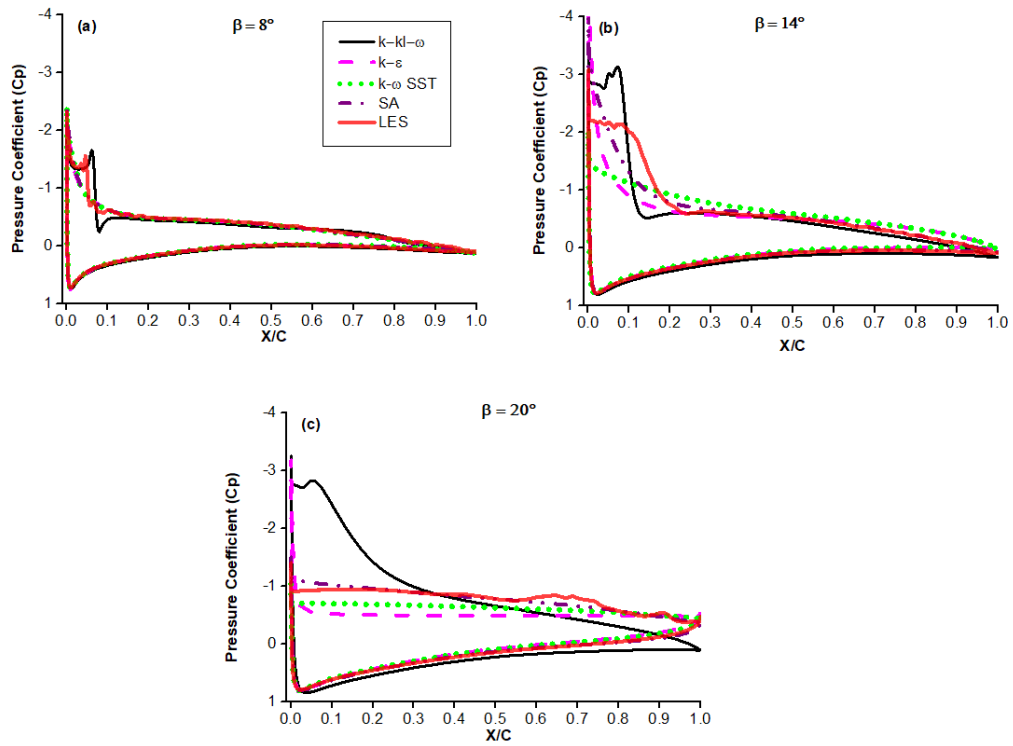 (a)
β = 8°
k−kl−ω
k−ε
k-ω SST
SA
LES
Pressure Coefficient (Cp)
-4
-3
-2
-1
0
1
0.0 0.1 0.2 0.3 0.4 0.5 0.6 0.7 0.8 0.9 1.0
X/C
(b)
β = 14°
Pressure Coefficient (Cp)
-4
-3
-2
-1
0
1
0.0 0.1 0.2 0.3 0.4 0.5 0.6 0.7 0.8 0.9 1.0
X/C
(c)
β = 20°
Pressure Coefficient (Cp)
-4
-3
-2
-1
0
1
0.0 0.1 0.2 0.3 0.4 0.5 0.6 0.7 0.8 0.9 1.0
X/C